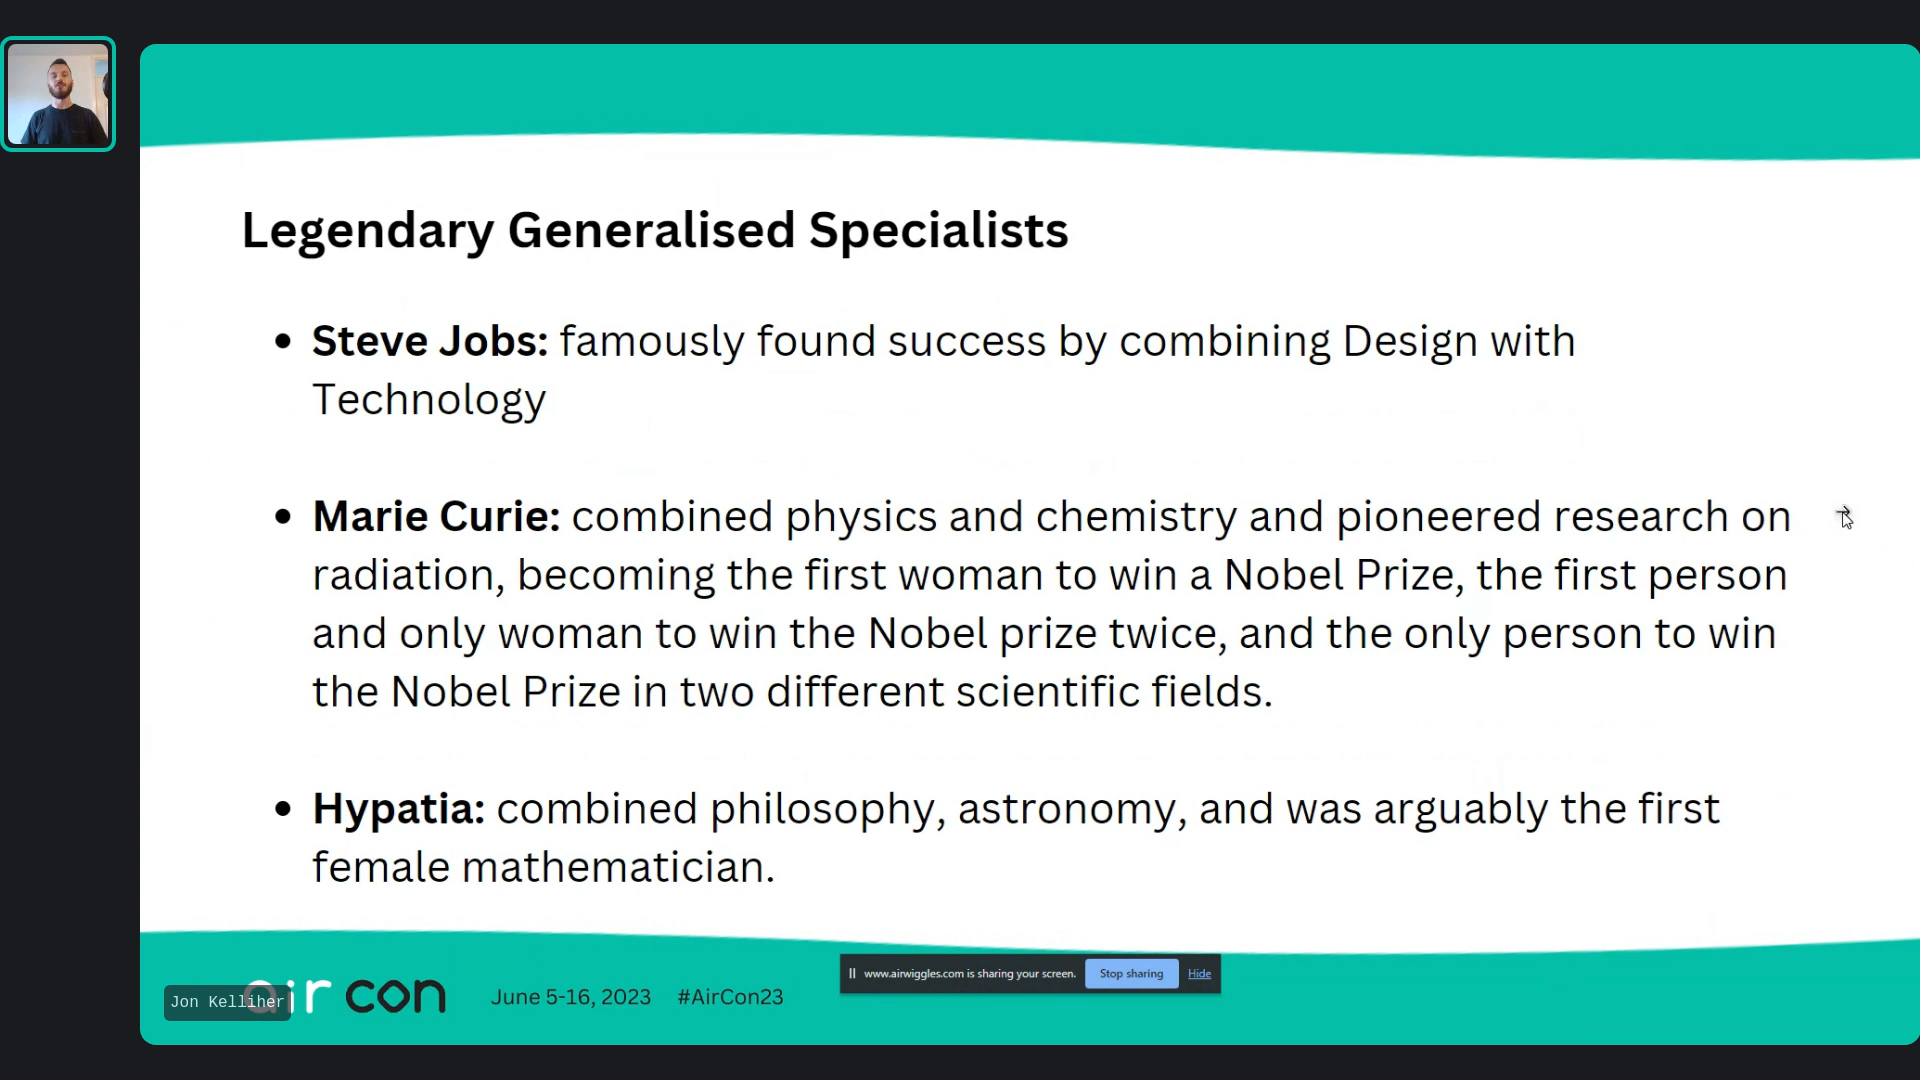 Legendary Generalised Specialists
Steve Jobs: famously found success by combining Design with
Technology
Marie Curie: combined physics and chemistry and pioneered research on
radiation, becoming the first woman to win a Nobel Prize, the first person
and only woman to win the Nobel prize twice, and the only person to win
the Nobel Prize in two different scientific fields.
Hypatia: combined philosophy, astronomy, and was arguably the first
female mathematician.
www.airwiggles.com is sharing your screen. Stop sharing Hide
air con June 5-16, 2023 #AirCon23
Jon Kelliher